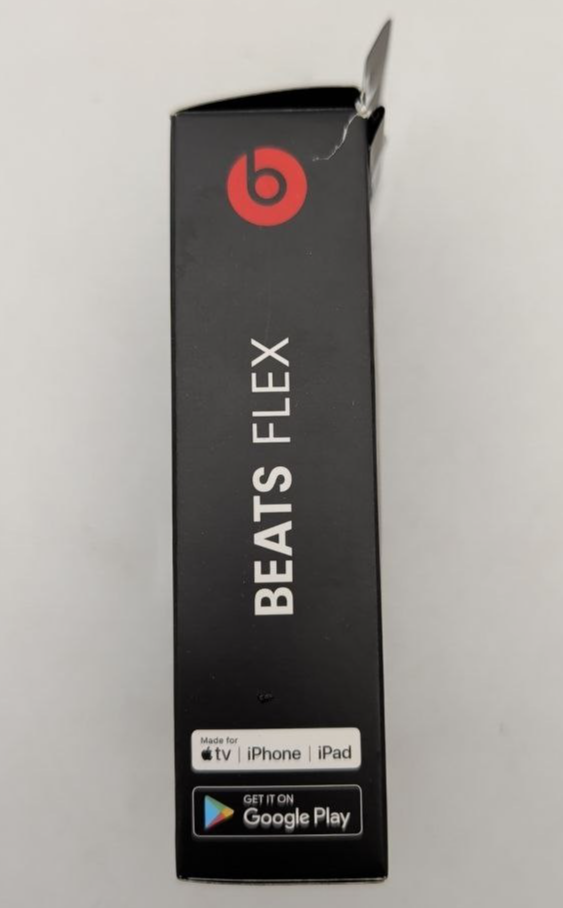 b
BEATS FLEX
Made for
tv | iPhone | iPad
GET IT ON
Google Play